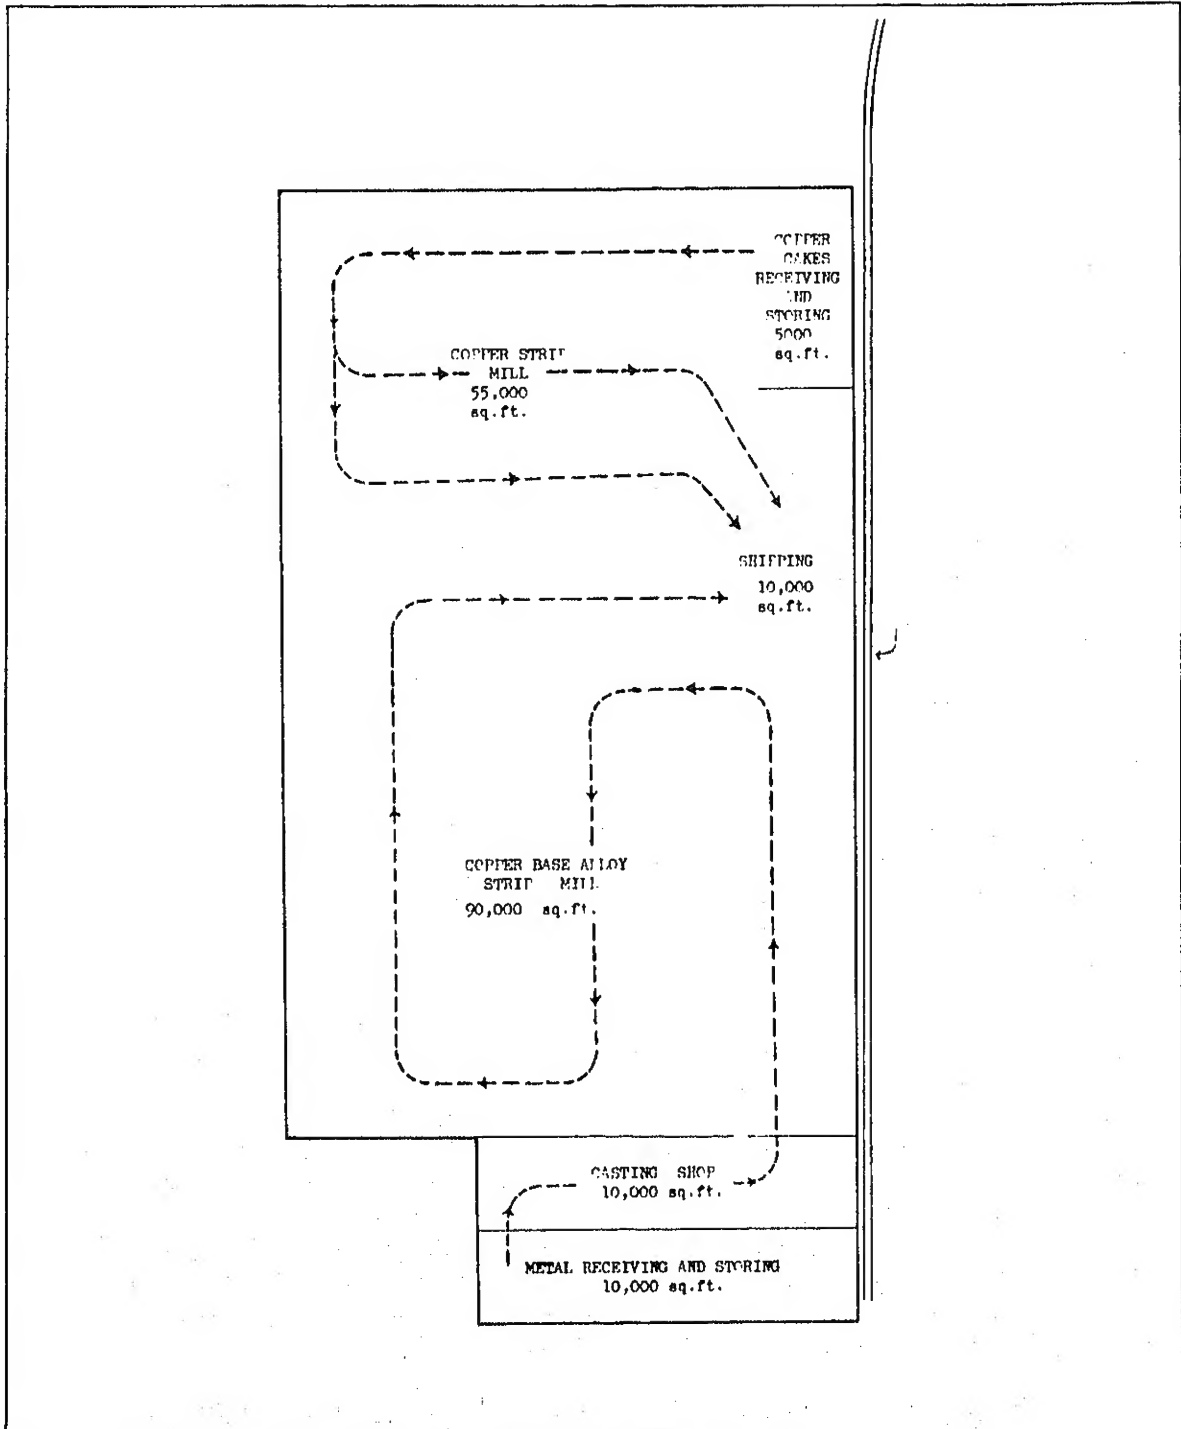 COPPER
CAKES
RECEIVING
AND
STORING
5000
sq.ft.
COPPER STRIP
MILL
55,000
sq.ft.
SHIPPING
10,000
sq.ft.
COPPER BASE ALLOY
STRIP MILL
90,000 sq.ft.
CASTING SHOP
10,000 sq.ft.
METAL RECEIVING AND STORING
10,000 sq.ft.